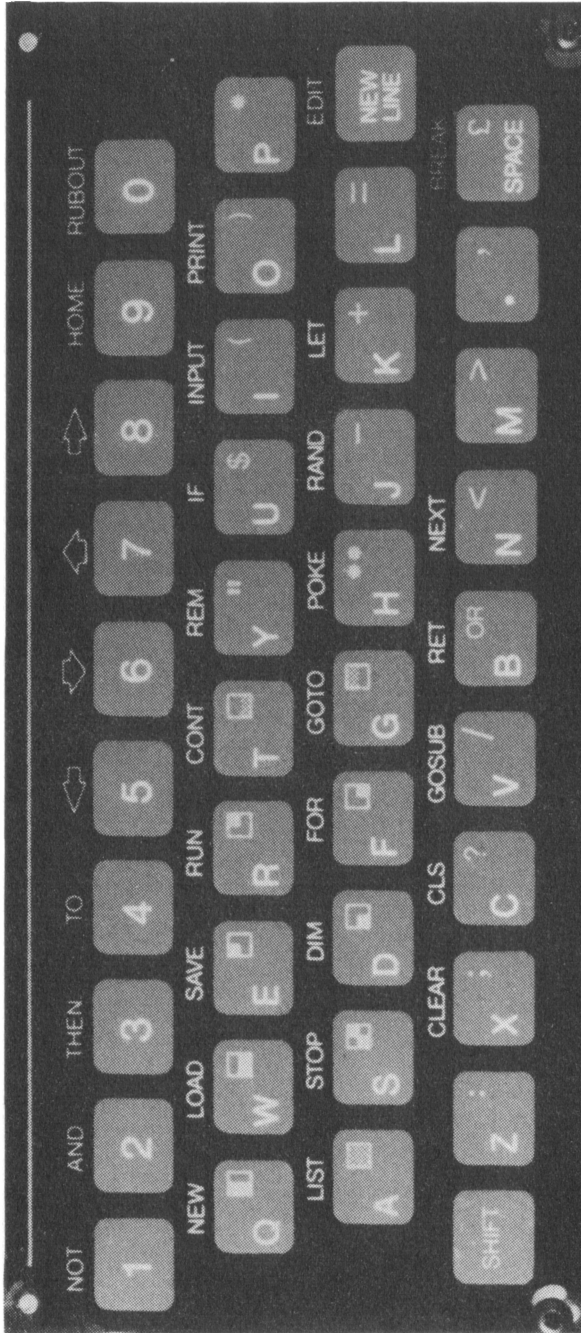 NOT AND THEN TO ⇦ ⇩ ⇧ ⇨ HOME RUBOUT
1 2 3 4 5 6 7 8 9 0
NEW LOAD SAVE RUN CONT REM IF INPUT PRINT
Q W E R T Y " U $ I ( O ) P *
LIST STOP DIM FOR GOTO POKE RAND LET EDIT
A S D F G H ** J − K + L = NEW LINE
CLEAR CLS GOSUB RET NEXT BREAK
SHIFT Z : X ; C ? V / B OR N < M > . , £ SPACE